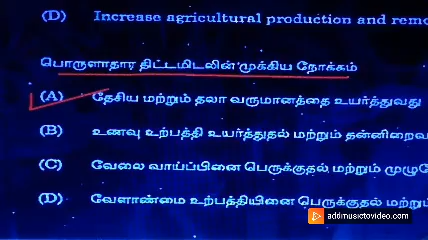 (D) Increase agricultural production and remo
பொருளாதார திட்டமிடலின் முக்கிய நோக்கம்
(A) தேசிய மற்றும் தலா வருமானத்தை உயர்த்துவது
(B) உணவு உற்பத்தி உயர்த்துதல் மற்றும் தன்னிறைவ
(C) வேலை வாய்ப்பினை பெருக்குதல் மற்றும் முழுமே
(D) வேளாண்மை உற்பத்தியினை பெருக்குதல் மற்றும்
addmusictovideo.com